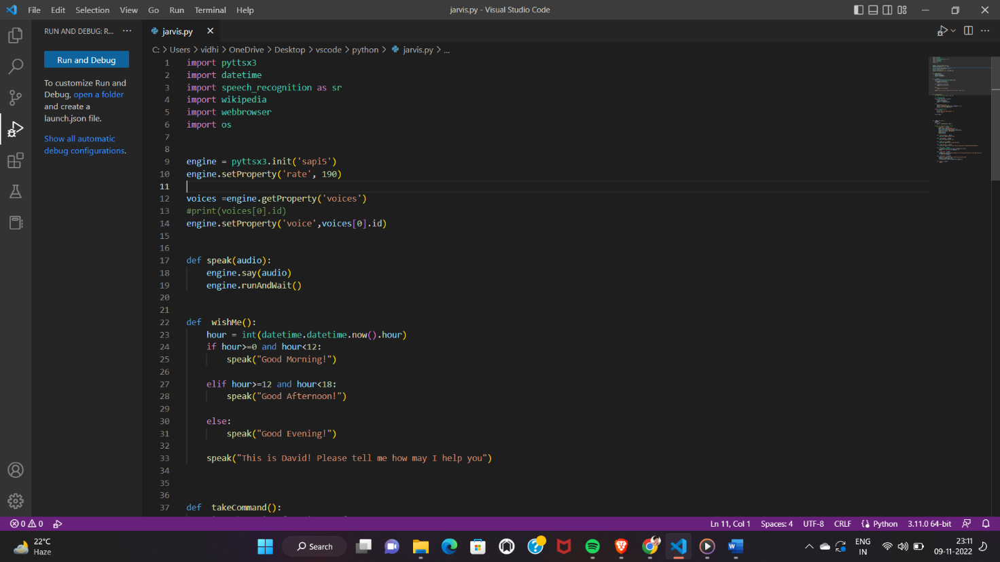 File Edit Selection View Go Run Terminal Help
jarvis.py - Visual Studio Code
RUN AND DEBUG: R... ...
jarvis.py
Run and Debug
To customize Run and
Debug, open a folder
and create a
launch.json file.
Show all automatic
debug configurations.
C: > Users > vidhi > OneDrive > Desktop > vscode > python > jarvis.py > ...
1 import pyttsx3
2 import datetime
3 import speech_recognition as sr
4 import wikipedia
5 import webbrowser
6 import os
7
8
9 engine = pyttsx3.init('sapi5')
10 engine.setProperty('rate', 190)
11
12 voices =engine.getProperty('voices')
13 #print(voices[0].id)
14 engine.setProperty('voice',voices[0].id)
15
16
17 def speak(audio):
18     engine.say(audio)
19     engine.runAndWait()
20
21
22 def  wishMe():
23     hour = int(datetime.datetime.now().hour)
24     if hour>=0 and hour<12:
25         speak("Good Morning!")
26
27     elif hour>=12 and hour<18:
28         speak("Good Afternoon!")
29
30     else:
31         speak("Good Evening!")
32
33     speak("This is David! Please tell me how may I help you")
34
35
36
37 def  takeCommand():
0 0
Ln 11, Col 1 Spaces: 4 UTF-8 CRLF Python 3.11.0 64-bit
22°C
Haze
Search
ENG
IN
23:11
09-11-2022